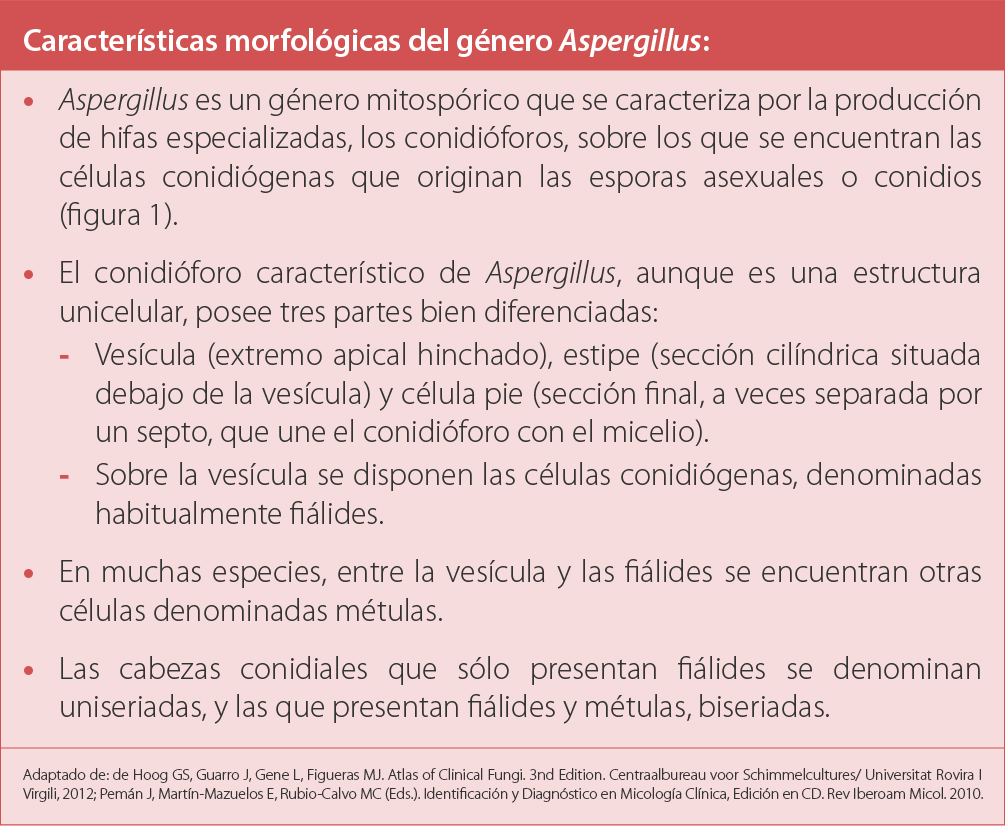 Características morfológicas del género Aspergillus:
• Aspergillus es un género mitospórico que se caracteriza por la producción
de hifas especializadas, los conidióforos, sobre los que se encuentran las
células conidiógenas que originan las esporas asexuales o conidios
(figura 1).
• El conidióforo característico de Aspergillus, aunque es una estructura
unicelular, posee tres partes bien diferenciadas:
- Vesícula (extremo apical hinchado), estipe (sección cilíndrica situada
debajo de la vesícula) y célula pie (sección final, a veces separada por
un septo, que une el conidióforo con el micelio).
- Sobre la vesícula se disponen las células conidiógenas, denominadas
habitualmente fiálides.
• En muchas especies, entre la vesícula y las fiálides se encuentran otras
células denominadas métulas.
• Las cabezas conidiales que sólo presentan fiálides se denominan
uniseriadas, y las que presentan fiálides y métulas, biseriadas.
Adaptado de: de Hoog GS, Guarro J, Gene L, Figueras MJ. Atlas of Clinical Fungi. 3nd Edition. Centraalbureau voor Schimmelcultures/ Universitat Rovira I
Virgili, 2012; Pemán J, Martín-Mazuelos E, Rubio-Calvo MC (Eds.). Identificación y Diagnóstico en Micología Clínica, Edición en CD. Rev Iberoam Micol. 2010.